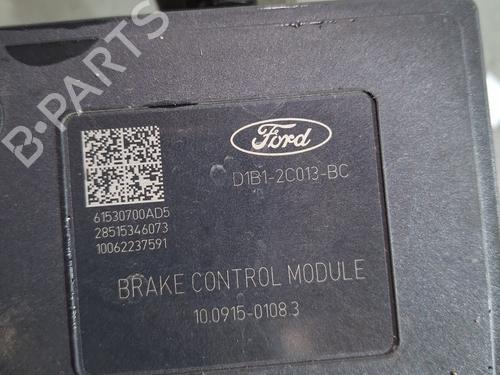 B-PARTS
Ford
D1B1-2C013-BC
61530700AD5
28515346073
10062237591
BRAKE CONTROL MODULE
10.0915-0108.3